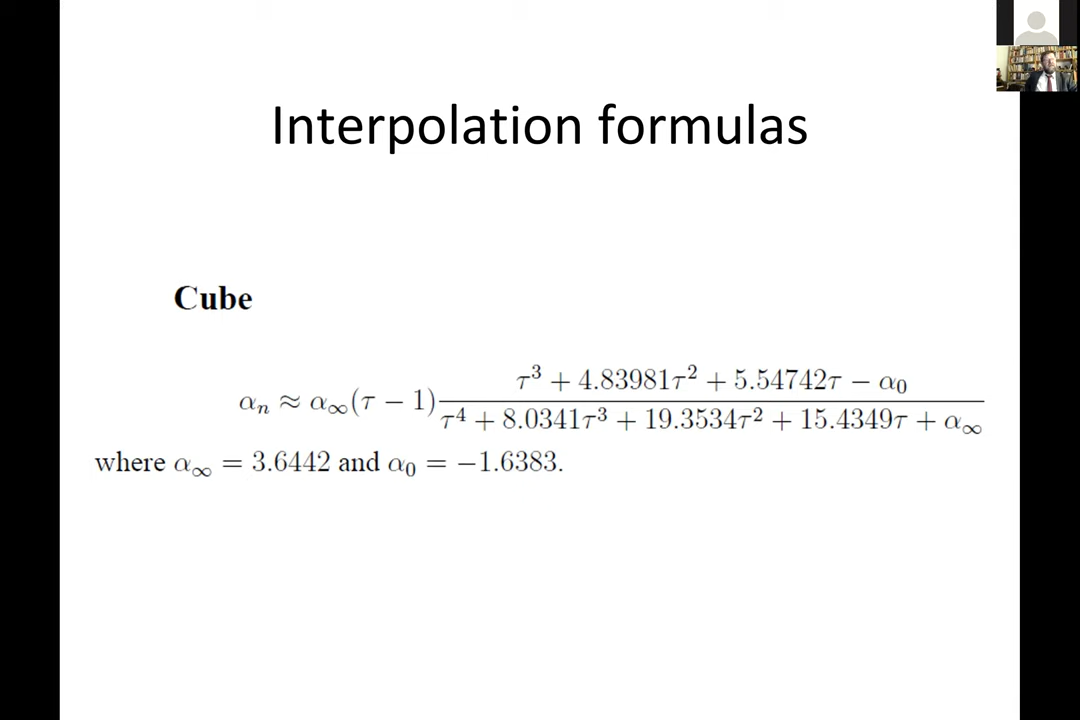 Interpolation formulas
Cube
αₙ ≈ α∞(τ − 1) (τ³ + 4.83981τ² + 5.54742τ − α₀) / (τ⁴ + 8.0341τ³ + 19.3534τ² + 15.4349τ + α∞)
where α∞ = 3.6442 and α₀ = −1.6383.